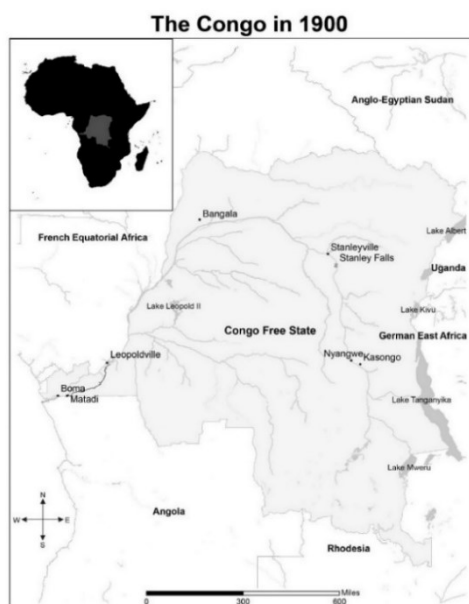 The Congo in 1900
Anglo-Egyptian Sudan
Bangala
French Equatorial Africa
Lake Albert
Stanleyville
Stanley Falls
Uganda
Lake Leopold II
Lake Kivu
Congo Free State
German East Africa
Leopoldville
Nyangwe
Kasongo
Boma
Matadi
Lake Tanganyika
Lake Mweru
N
W
E
S
Angola
Rhodesia
Miles
0
300
600